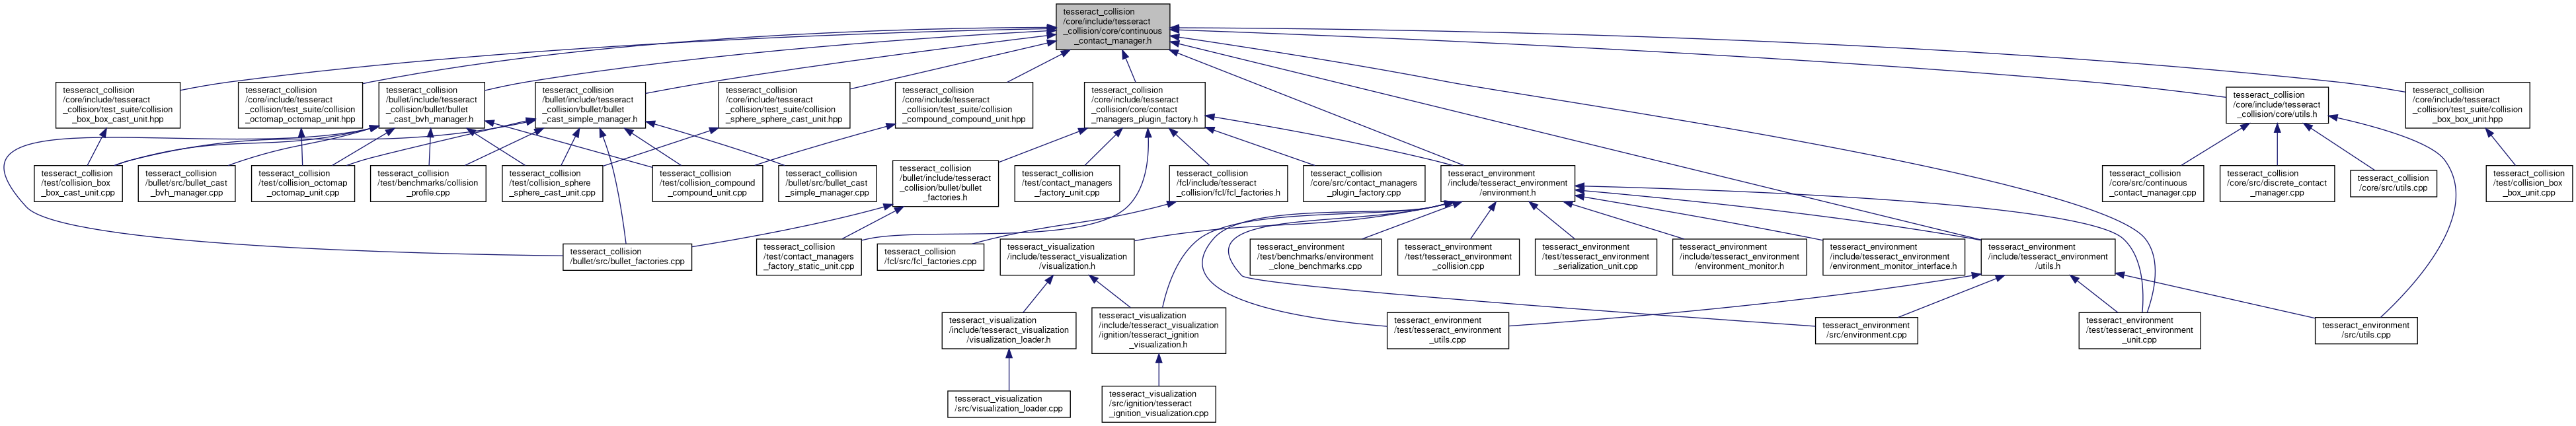 tesseract_collision
/core/include/tesseract
_collision/core/continuous
_contact_manager.h
tesseract_collision
/core/include/tesseract
_collision/test_suite/collision
_box_box_cast_unit.hpp
tesseract_collision
/core/include/tesseract
_collision/test_suite/collision
_octomap_octomap_unit.hpp
tesseract_collision
/bullet/include/tesseract
_collision/bullet/bullet
_cast_bvh_manager.h
tesseract_collision
/bullet/include/tesseract
_collision/bullet/bullet
_cast_simple_manager.h
tesseract_collision
/core/include/tesseract
_collision/test_suite/collision
_sphere_sphere_cast_unit.hpp
tesseract_collision
/core/include/tesseract
_collision/test_suite/collision
_compound_compound_unit.hpp
tesseract_collision
/core/include/tesseract
_collision/core/contact
_managers_plugin_factory.h
tesseract_collision
/core/include/tesseract
_collision/core/utils.h
tesseract_collision
/core/include/tesseract
_collision/test_suite/collision
_box_box_unit.hpp
tesseract_collision
/test/collision_box
_box_cast_unit.cpp
tesseract_collision
/bullet/src/bullet_cast
_bvh_manager.cpp
tesseract_collision
/test/collision_octomap
_octomap_unit.cpp
tesseract_collision
/test/benchmarks/collision
_profile.cpp
tesseract_collision
/test/collision_sphere
_sphere_cast_unit.cpp
tesseract_collision
/test/collision_compound
_compound_unit.cpp
tesseract_collision
/bullet/src/bullet_cast
_simple_manager.cpp
tesseract_collision
/bullet/include/tesseract
_collision/bullet/bullet
_factories.h
tesseract_collision
/test/contact_managers
_factory_unit.cpp
tesseract_collision
/fcl/include/tesseract
_collision/fcl/fcl_factories.h
tesseract_collision
/core/src/contact_managers
_plugin_factory.cpp
tesseract_environment
/include/tesseract_environment
/environment.h
tesseract_collision
/core/src/continuous
_contact_manager.cpp
tesseract_collision
/core/src/discrete_contact
_manager.cpp
tesseract_collision
/core/src/utils.cpp
tesseract_collision
/test/collision_box
_box_unit.cpp
tesseract_collision
/bullet/src/bullet_factories.cpp
tesseract_collision
/test/contact_managers
_factory_static_unit.cpp
tesseract_collision
/fcl/src/fcl_factories.cpp
tesseract_visualization
/include/tesseract_visualization
/visualization.h
tesseract_environment
/test/benchmarks/environment
_clone_benchmarks.cpp
tesseract_environment
/test/tesseract_environment
_collision.cpp
tesseract_environment
/test/tesseract_environment
_serialization_unit.cpp
tesseract_environment
/include/tesseract_environment
/environment_monitor.h
tesseract_environment
/include/tesseract_environment
/environment_monitor_interface.h
tesseract_environment
/include/tesseract_environment
/utils.h
tesseract_visualization
/include/tesseract_visualization
/visualization_loader.h
tesseract_visualization
/include/tesseract_visualization
/ignition/tesseract_ignition
_visualization.h
tesseract_environment
/test/tesseract_environment
_utils.cpp
tesseract_environment
/src/environment.cpp
tesseract_environment
/test/tesseract_environment
_unit.cpp
tesseract_environment
/src/utils.cpp
tesseract_visualization
/src/visualization_loader.cpp
tesseract_visualization
/src/ignition/tesseract
_ignition_visualization.cpp